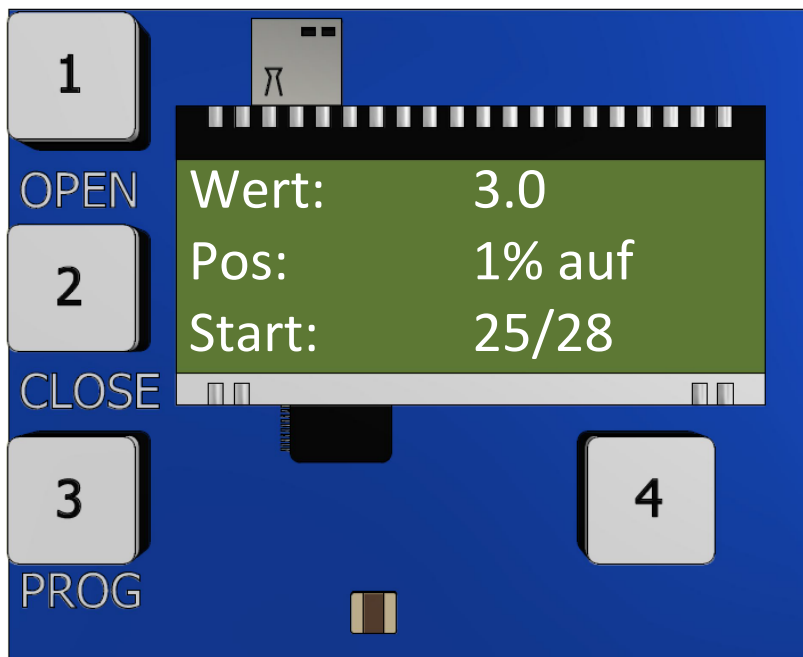 1
OPEN
Wert: 3.0
Pos: 1% auf
Start: 25/28
2
CLOSE
3
PROG
4